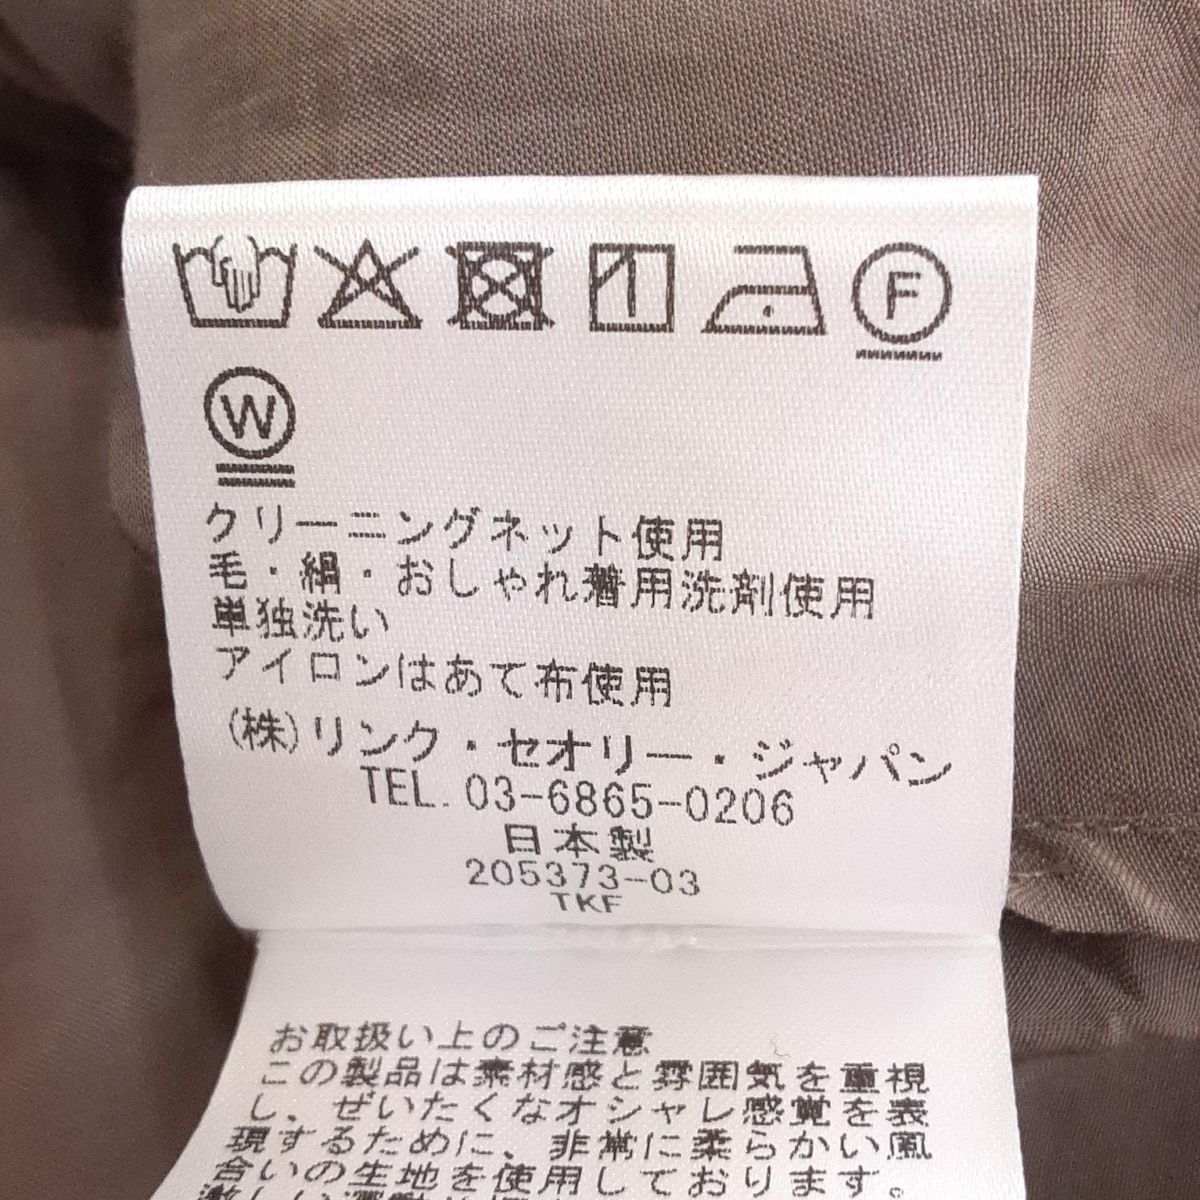 F
W
クリーニングネット使用
毛・絹・おしゃれ着用洗剤使用
単独洗い
アイロンはあて布使用
(株)リンク・セオリー・ジャパン
TEL. 03-6865-0206
日本製
205373-03
TKF
お取扱い上のご注意
この製品は素材感と雰囲気を重視
し、ぜいたくなオシャレ感覚を表
現するために、非常に柔らかい風
合いの生地を使用しております。
激しい